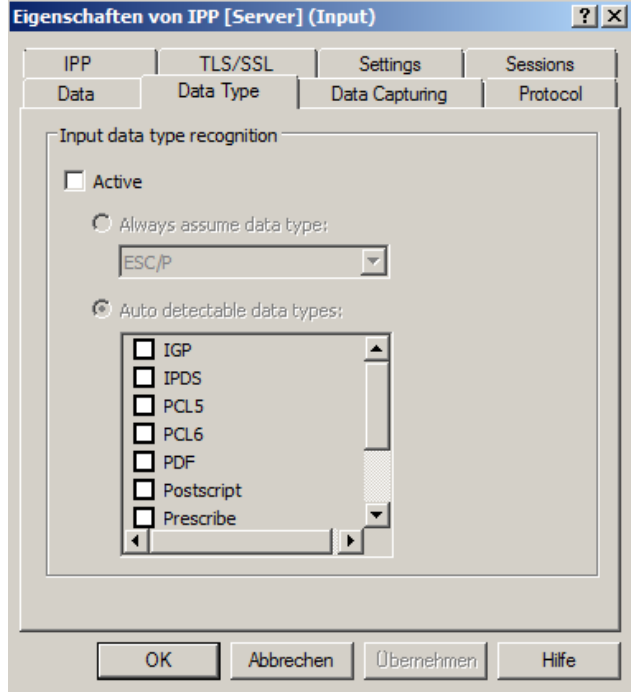 Eigenschaften von IPP [Server] (Input)
IPP TLS/SSL Settings Sessions
Data Data Type Data Capturing Protocol
Input data type recognition
Active
Always assume data type:
ESC/P
Auto detectable data types:
IGP
IPDS
PCL5
PCL6
PDF
Postscript
Prescribe
OK Abbrechen Übernehmen Hilfe